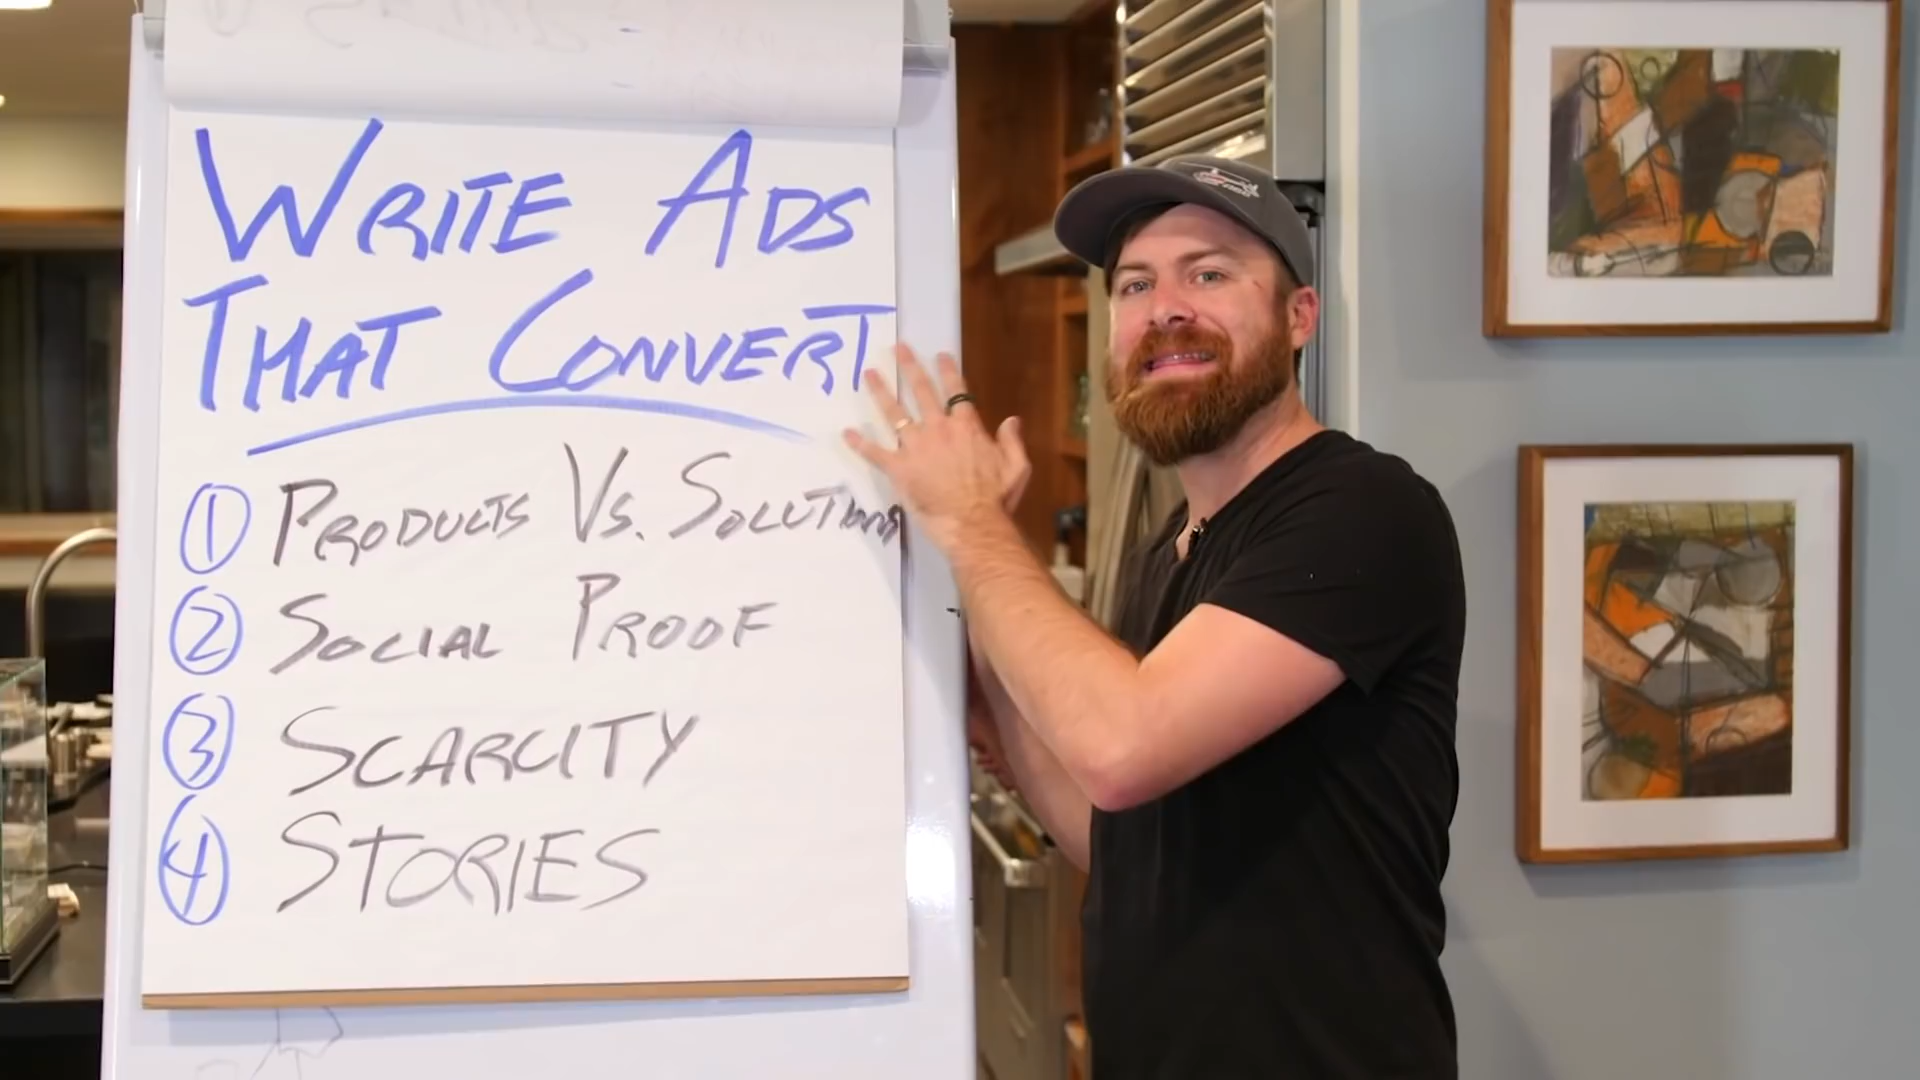 WRITE ADS
THAT CONVERT
1 PRODUCTS VS. SOLUTIONS
2 SOCIAL PROOF
3 SCARCITY
4 STORIES